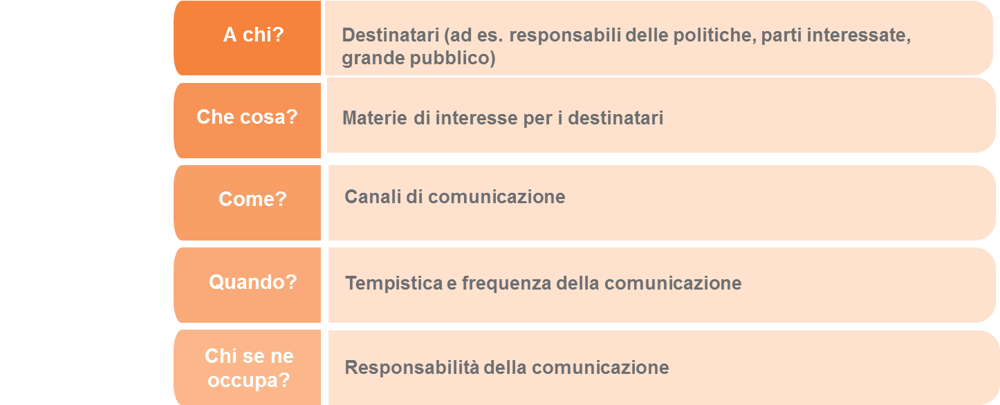 A chi?
Destinatari (ad es. responsabili delle politiche, parti interessate,
grande pubblico)
Che cosa?
Materie di interesse per i destinatari
Come?
Canali di comunicazione
Quando?
Tempistica e frequenza della comunicazione
Chi se ne
occupa?
Responsabilità della comunicazione